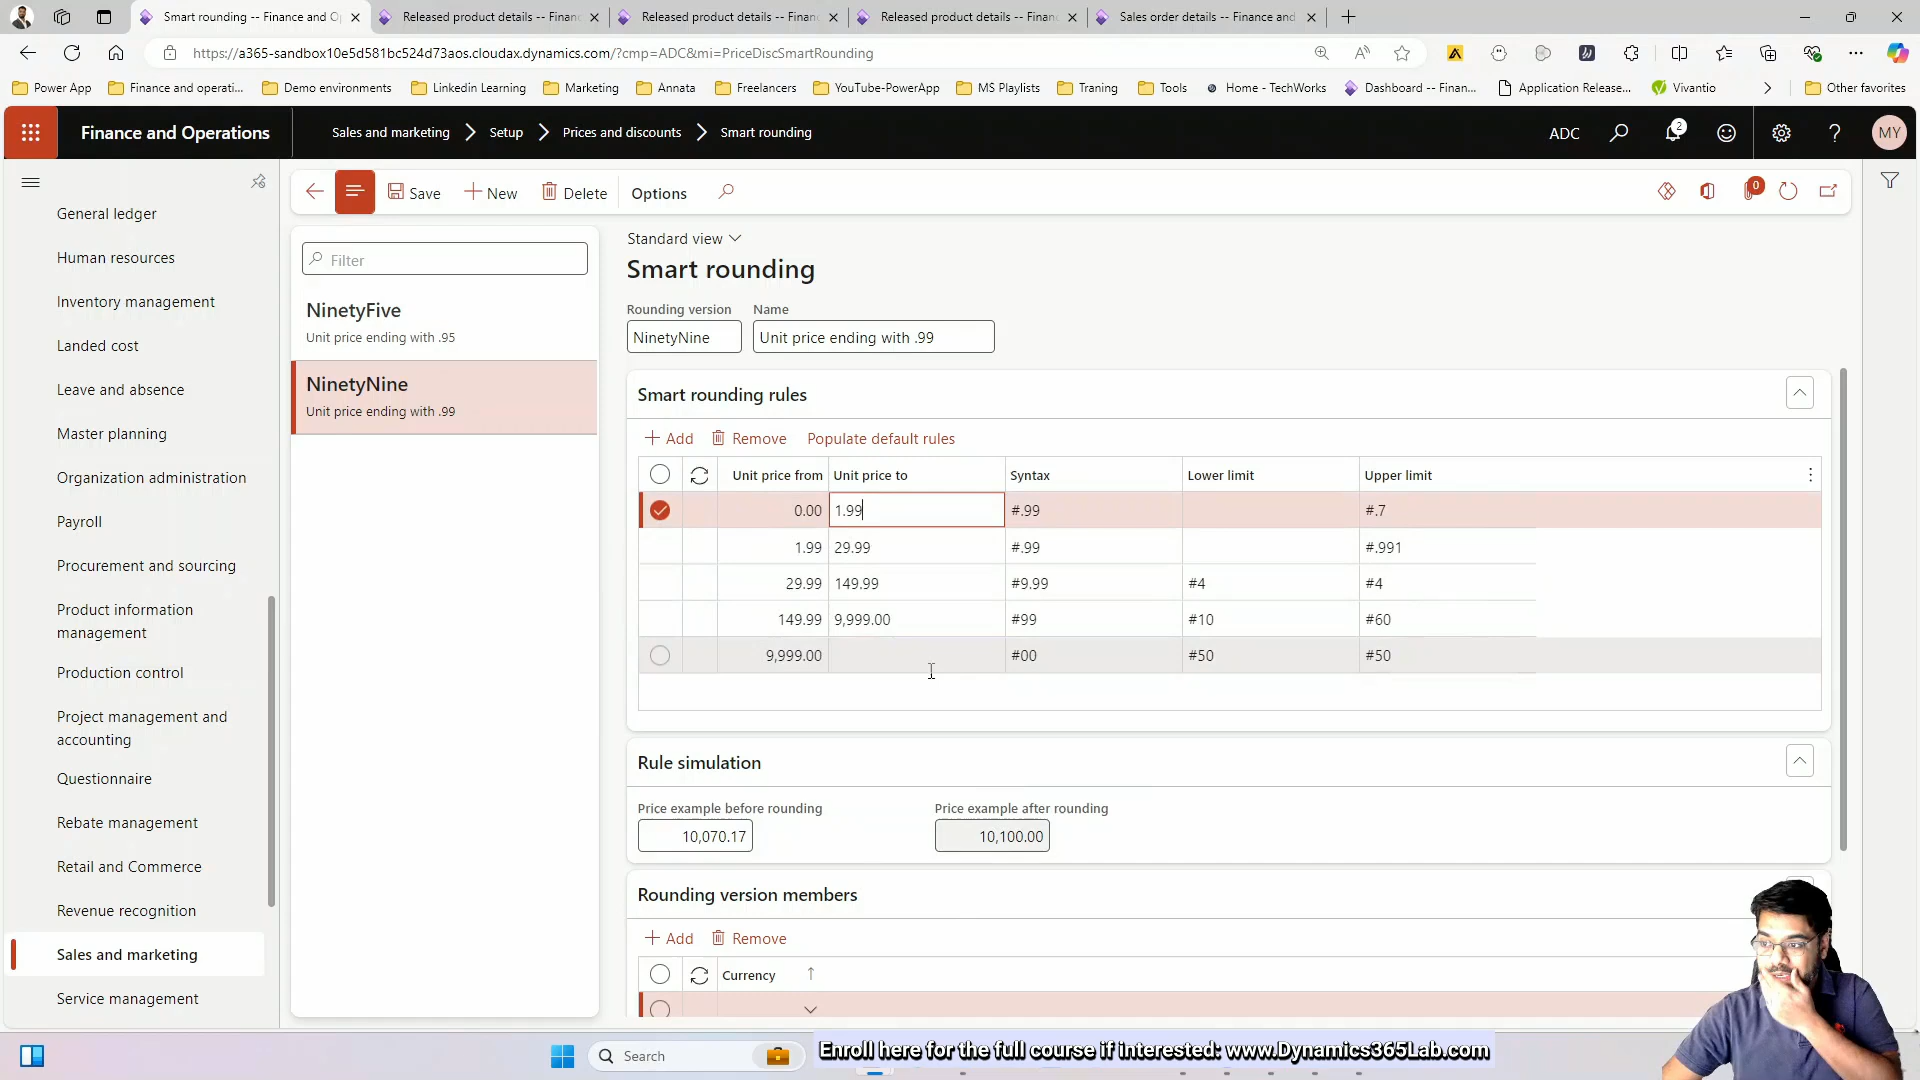 Smart rounding -- Finance and O
Released product details -- Financ
Released product details -- Financ
Released product details -- Financ
Sales order details -- Finance and
https://a365-sandbox10e5d581bc524d73aos.cloudax.dynamics.com/?cmp=ADC&mi=PriceDiscSmartRounding
Power App
Finance and operati...
Demo environments
Linkedin Learning
Marketing
Annata
Freelancers
YouTube-PowerApp
MS Playlists
Traning
Tools
Home - TechWorks
Dashboard -- Finan...
Application Release...
Vivantio
Other favorites
Finance and Operations
Sales and marketing
Setup
Prices and discounts
Smart rounding
ADC
2
MY
Save
New
Delete
Options
0
General ledger
Human resources
Inventory management
Landed cost
Leave and absence
Master planning
Organization administration
Payroll
Procurement and sourcing
Product information
management
Production control
Project management and
accounting
Questionnaire
Rebate management
Retail and Commerce
Revenue recognition
Sales and marketing
Service management
Filter
NinetyFive
Unit price ending with .95
NinetyNine
Unit price ending with .99
Standard view
Smart rounding
Rounding version Name
NinetyNine Unit price ending with .99
Smart rounding rules
Add Remove Populate default rules
Unit price from Unit price to Syntax Lower limit Upper limit
0.00 1.99 #.99 #.7
1.99 29.99 #.99 #.991
29.99 149.99 #9.99 #4 #4
149.99 9,999.00 #99 #10 #60
9,999.00 #00 #50 #50
Rule simulation
Price example before rounding Price example after rounding
10,070.17 10,100.00
Rounding version members
Add Remove
Currency
Search
Enroll here for the full course if interested: www.Dynamics365Lab.com